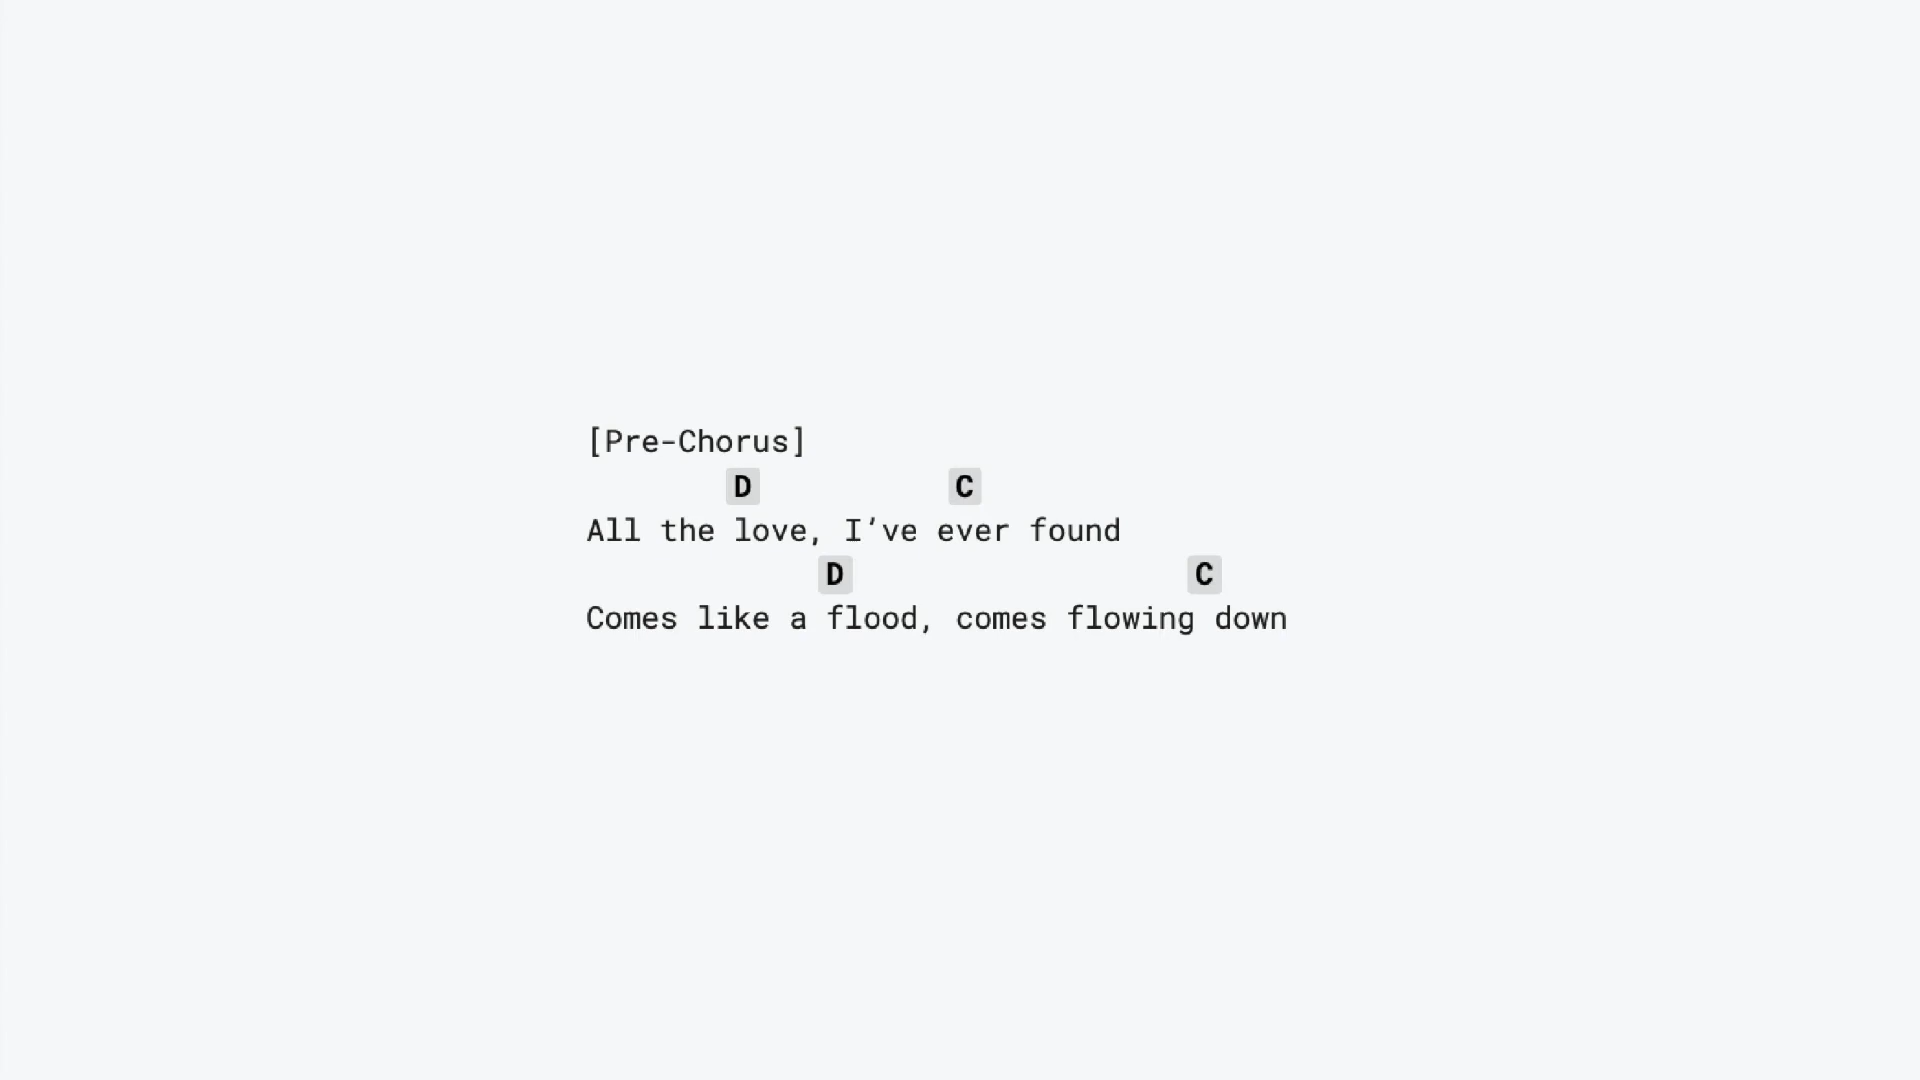 [Pre-Chorus]
D C
All the love, I’ve ever found
D C
Comes like a flood, comes flowing down